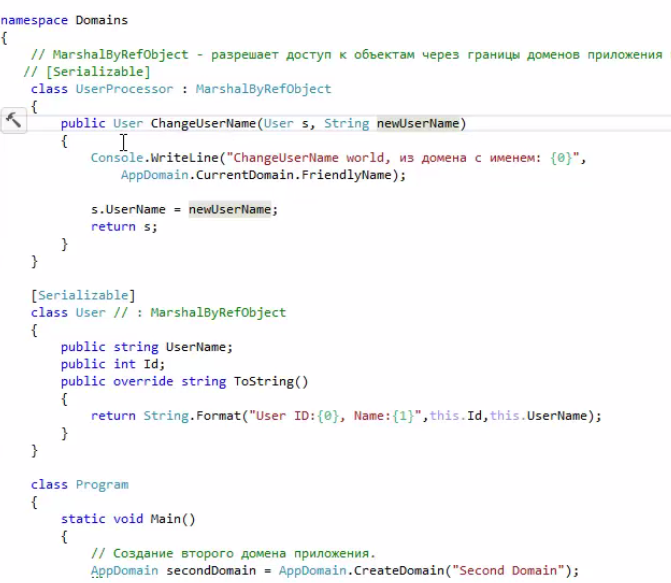 namespace Domains
{
// MarshalByRefObject - разрешает доступ к объектам через границы доменов приложения
// [Serializable]
class UserProcessor : MarshalByRefObject
{
public User ChangeUserName(User s, String newUserName)
{
Console.WriteLine("ChangeUserName world, из домена с именем: {0}",
AppDomain.CurrentDomain.FriendlyName);
s.UserName = newUserName;
return s;
}
}
[Serializable]
class User // : MarshalByRefObject
{
public string UserName;
public int Id;
public override string ToString()
{
return String.Format("User ID:{0}, Name:{1}",this.Id,this.UserName);
}
}
class Program
{
static void Main()
{
// Создание второго домена приложения.
AppDomain secondDomain = AppDomain.CreateDomain("Second Domain");